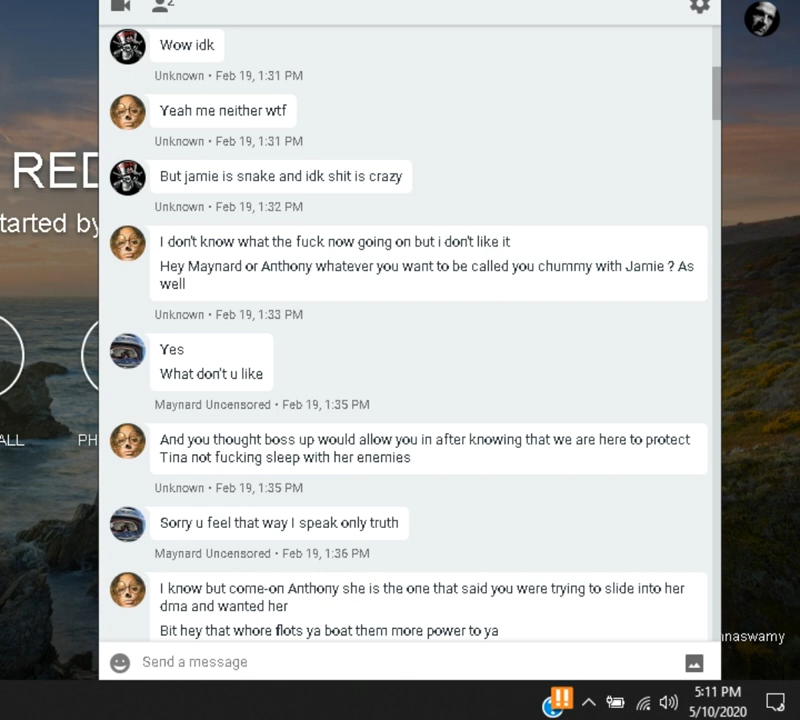 2
Wow idk
Unknown • Feb 19, 1:31 PM
Yeah me neither wtf
Unknown • Feb 19, 1:31 PM
RED
But jamie is snake and idk shit is crazy
Unknown • Feb 19, 1:32 PM
tarted by
I don't know what the fuck now going on but i don't like it
Hey Maynard or Anthony whatever you want to be called you chummy with Jamie ? As
well
Unknown • Feb 19, 1:33 PM
Yes
What don't u like
Maynard Uncensored • Feb 19, 1:35 PM
ALL
PH
And you thought boss up would allow you in after knowing that we are here to protect
Tina not fucking sleep with her enemies
Unknown • Feb 19, 1:35 PM
Sorry u feel that way I speak only truth
Maynard Uncensored • Feb 19, 1:36 PM
I know but come-on Anthony she is the one that said you were trying to slide into her
dma and wanted her
Bit hey that whore flots ya boat them more power to ya
nnaswamy
Send a message
5:11 PM
5/10/2020